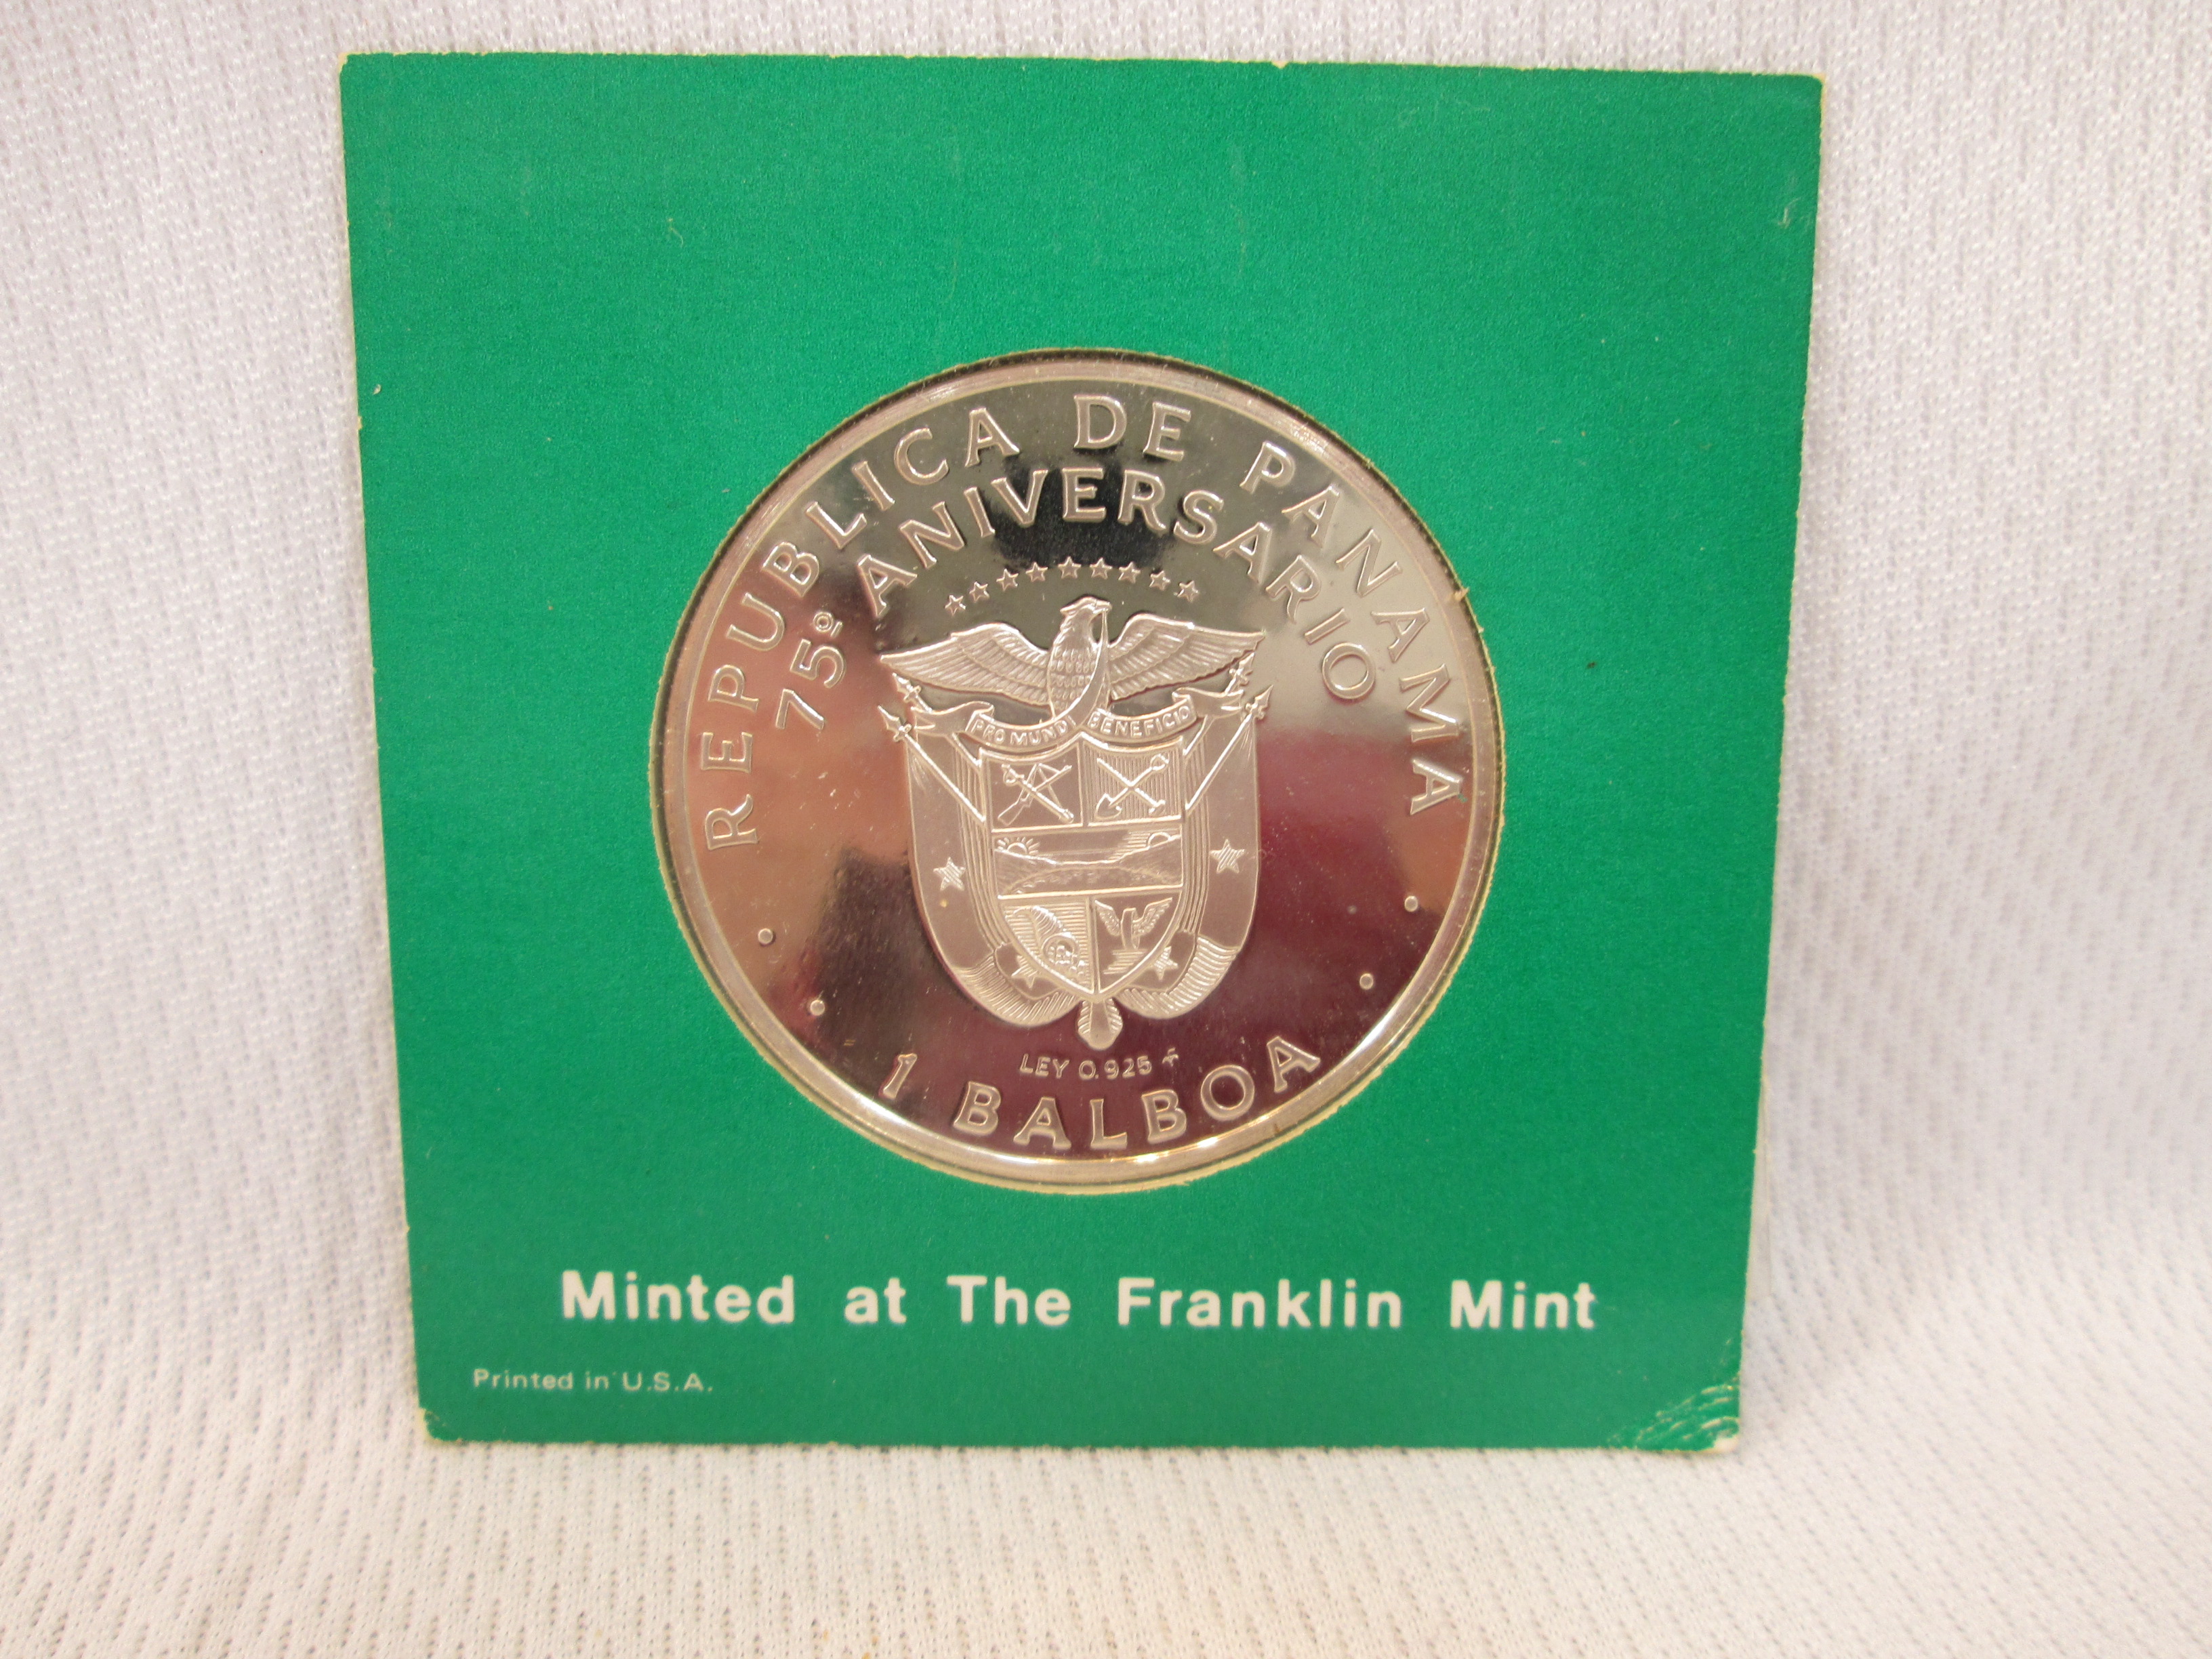 REPUBLICA DE PANAMA
75º ANIVERSARIO
PRO MUNDI BENEFICIO
LEY 0.925
1 BALBOA
Minted at The Franklin Mint
Printed in U.S.A.